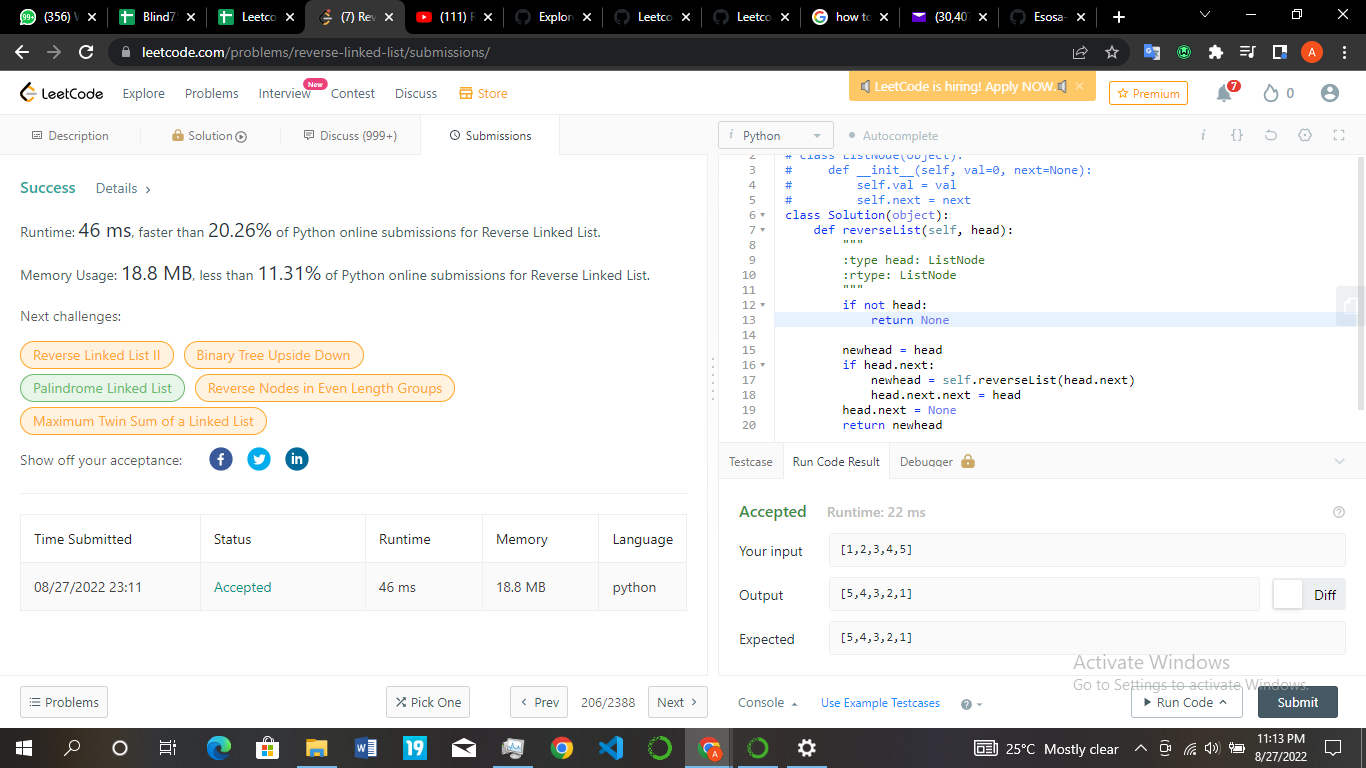 (356) W
Blind7
Leetco
(7) Rev
(111) F
Explor
Leetco
Leetco
how to
(30,407
Esosa-
leetcode.com/problems/reverse-linked-list/submissions/
A
LeetCode
Explore
Problems
Interview
New
Contest
Discuss
Store
LeetCode is hiring! Apply NOW.
Premium
7
0
Description
Solution
Discuss (999+)
Submissions
i Python
Autocomplete
Success
Details
Runtime: 46 ms, faster than 20.26% of Python online submissions for Reverse Linked List.
Memory Usage: 18.8 MB, less than 11.31% of Python online submissions for Reverse Linked List.
Next challenges:
Reverse Linked List II
Binary Tree Upside Down
Palindrome Linked List
Reverse Nodes in Even Length Groups
Maximum Twin Sum of a Linked List
Show off your acceptance:
Time Submitted Status Runtime Memory Language
08/27/2022 23:11 Accepted 46 ms 18.8 MB python
Problems
Pick One
Prev
206/2388
Next
2 # class ListNode(object):
3 #     def __init__(self, val=0, next=None):
4 #         self.val = val
5 #         self.next = next
6 class Solution(object):
7     def reverseList(self, head):
8         """
9         :type head: ListNode
10         :rtype: ListNode
11         """
12         if not head:
13             return None
14
15         newhead = head
16         if head.next:
17             newhead = self.reverseList(head.next)
18             head.next.next = head
19         head.next = None
20         return newhead
Testcase
Run Code Result
Debugger
Accepted
Runtime: 22 ms
Your input
[1,2,3,4,5]
Output
[5,4,3,2,1]
Diff
Expected
[5,4,3,2,1]
Activate Windows
Go to Settings to activate Windows.
Console
Use Example Testcases
Run Code
Submit
19
25°C Mostly clear
11:13 PM
8/27/2022